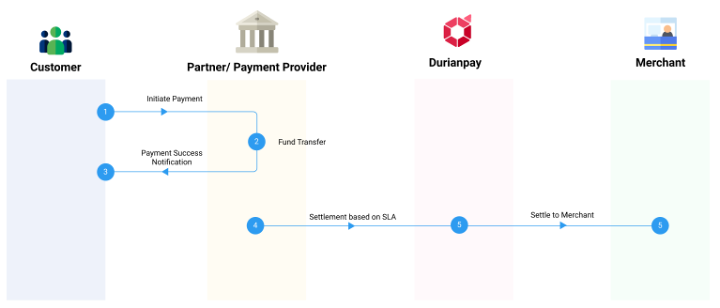 Customer
Partner/ Payment Provider
Durianpay
Merchant
Initiate Payment
1
2
Fund Transfer
Payment Success
Notification
3
4
Settlement based on SLA
5
Settle to Merchant
5